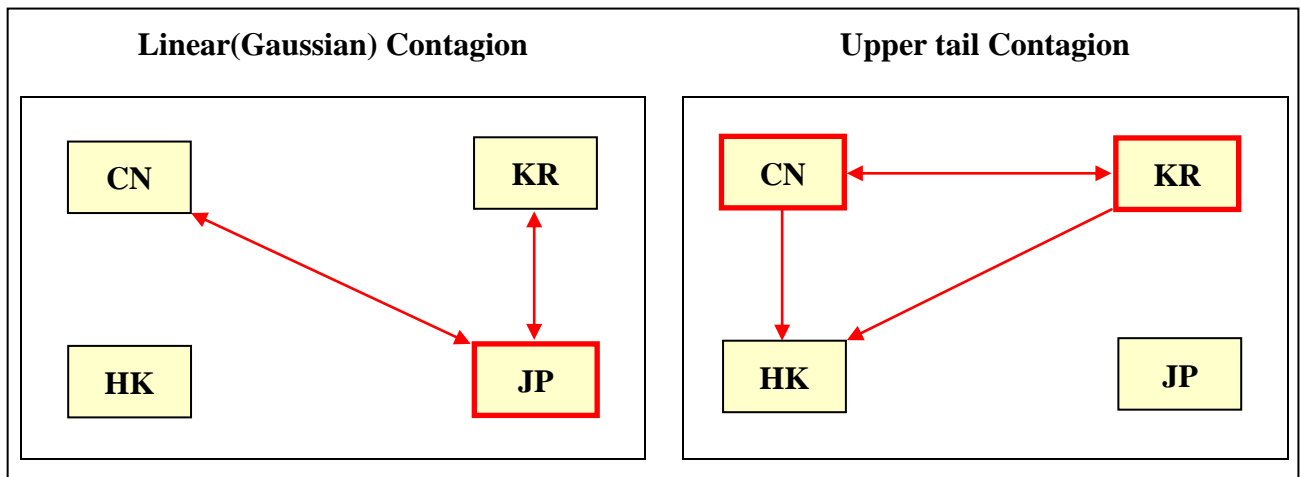 Linear(Gaussian) Contagion
CN
KR
HK
JP
Upper tail Contagion
CN
KR
HK
JP